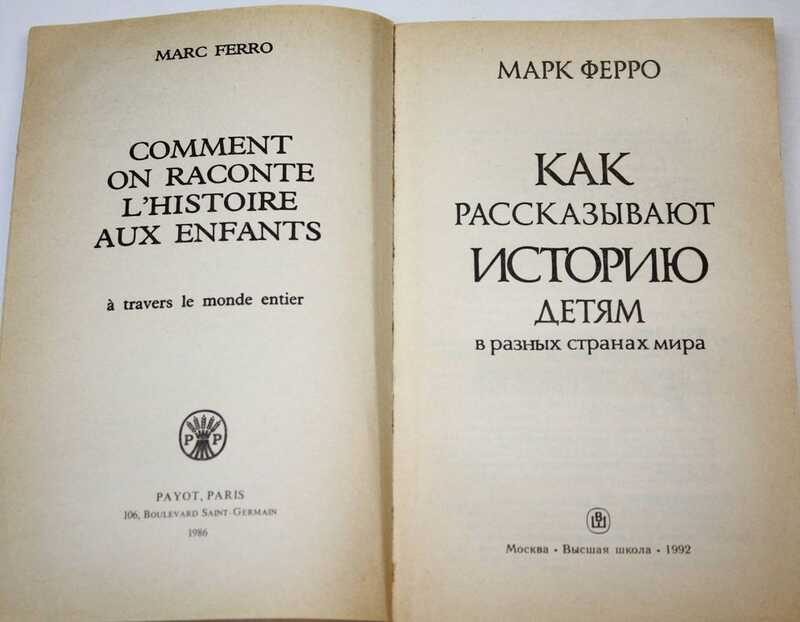 MARC FERRO
COMMENT
ON RACONTE
L'HISTOIRE
AUX ENFANTS
à travers le monde entier
P P
PAYOT, PARIS
106, BOULEVARD SAINT-GERMAIN
1986
МАРК ФЕРРО
КАК
РАССКАЗЫВАЮТ
ИСТОРИЮ
ДЕТЯМ
в разных странах мира
ВШ
Москва • Высшая школа • 1992